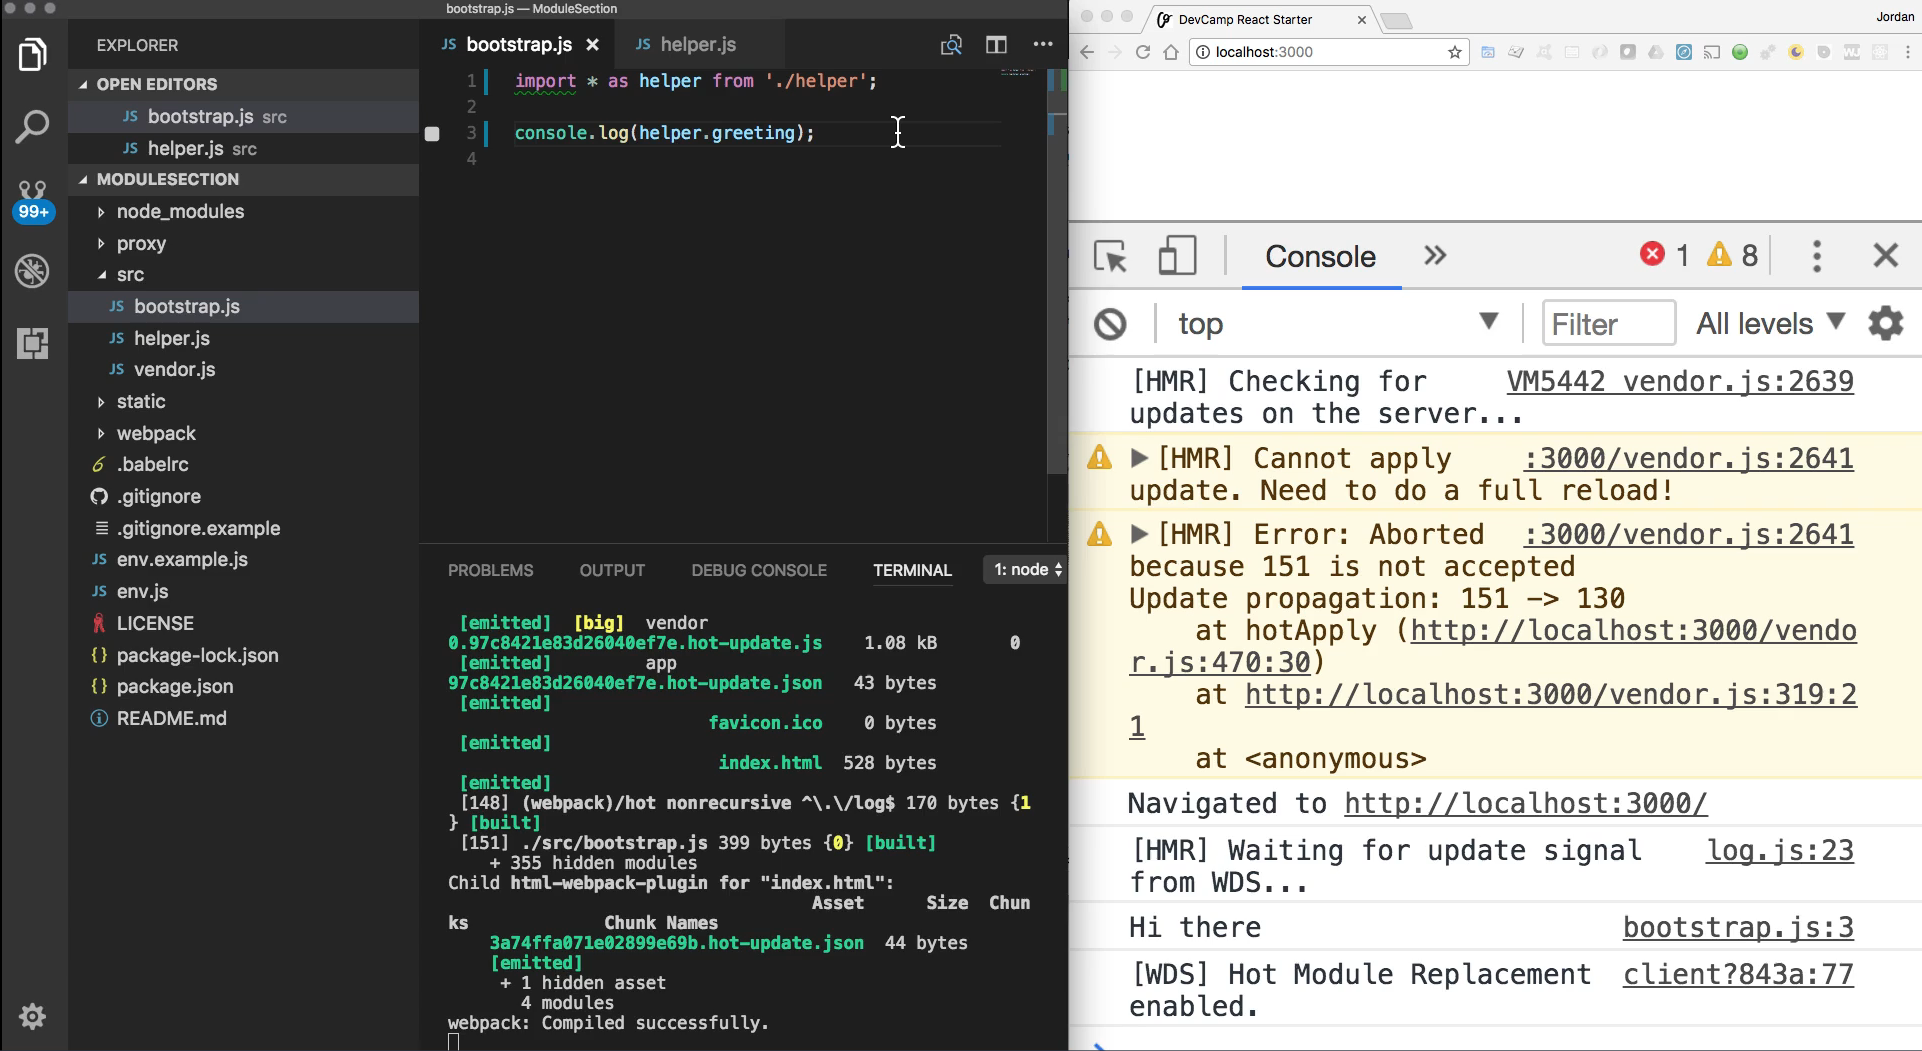 bootstrap.js — ModuleSection
EXPLORER
OPEN EDITORS
JS bootstrap.js src
JS helper.js src
MODULESECTION
node_modules
proxy
src
JS bootstrap.js
JS helper.js
JS vendor.js
static
webpack
.babelrc
.gitignore
.gitignore.example
JS env.example.js
JS env.js
LICENSE
{} package-lock.json
{} package.json
README.md
99+
JS bootstrap.js JS helper.js
1 import * as helper from './helper';
2
3 console.log(helper.greeting);
4
PROBLEMS OUTPUT DEBUG CONSOLE TERMINAL 1: node
[emitted] [big] vendor
0.97c8421e83d26040ef7e.hot-update.js 1.08 kB 0
[emitted] app
97c8421e83d26040ef7e.hot-update.json 43 bytes
[emitted]
favicon.ico 0 bytes
[emitted]
index.html 528 bytes
[emitted]
[148] (webpack)/hot nonrecursive ^\.\/log$ 170 bytes {1
} [built]
[151] ./src/bootstrap.js 399 bytes {0} [built]
+ 355 hidden modules
Child html-webpack-plugin for "index.html":
Asset Size Chun
ks Chunk Names
3a74ffa071e02899e69b.hot-update.json 44 bytes
[emitted]
+ 1 hidden asset
4 modules
webpack: Compiled successfully.
DevCamp React Starter
Jordan
localhost:3000
Console 1 8
top Filter All levels
[HMR] Checking for VM5442 vendor.js:2639
updates on the server...
[HMR] Cannot apply :3000/vendor.js:2641
update. Need to do a full reload!
[HMR] Error: Aborted :3000/vendor.js:2641
because 151 is not accepted
Update propagation: 151 -> 130
at hotApply (http://localhost:3000/vendo
r.js:470:30)
at http://localhost:3000/vendor.js:319:2
1
at <anonymous>
Navigated to http://localhost:3000/
[HMR] Waiting for update signal log.js:23
from WDS...
Hi there bootstrap.js:3
[WDS] Hot Module Replacement client?843a:77
enabled.